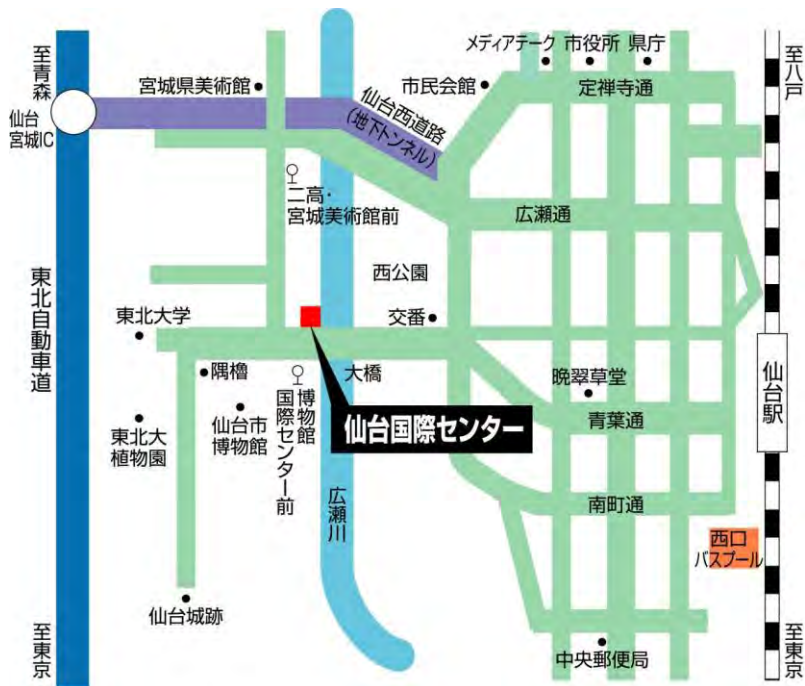 メディアテーク
市役所
県庁
至青森
至八戸
宮城県美術館
市民会館
定禅寺通
仙台
宮城IC
仙台西道路
(地下トンネル)
二高・
宮城美術館前
広瀬通
西公園
東北自動車道
東北大学
交番
仙台駅
隅櫓
大橋
晩翠草堂
東北大
植物園
仙台市
博物館
博物館
国際センター前
仙台国際センター
青葉通
広瀬川
南町通
西口
バスプール
仙台城跡
中央郵便局
至東京
至東京